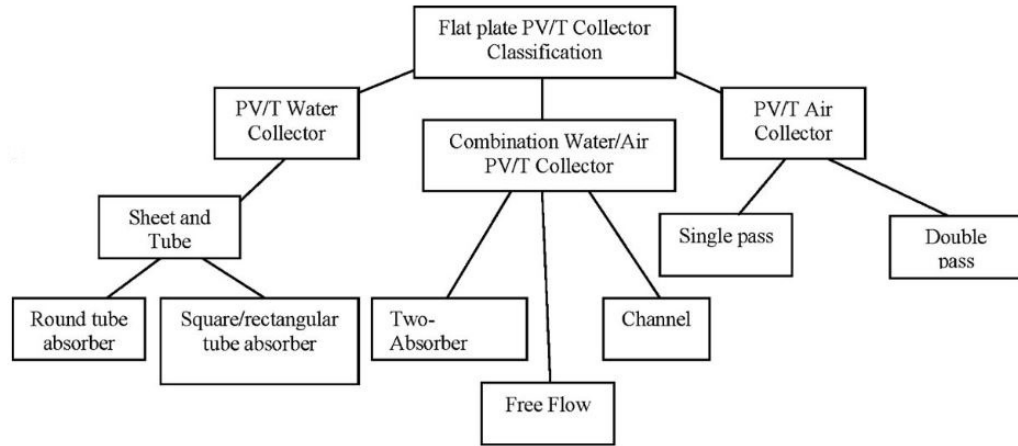 Flat plate PV/T Collector
Classification
PV/T Water
Collector
Combination Water/Air
PV/T Collector
PV/T Air
Collector
Sheet and
Tube
Single pass
Double
pass
Round tube
absorber
Square/rectangular
tube absorber
Two-
Absorber
Channel
Free Flow